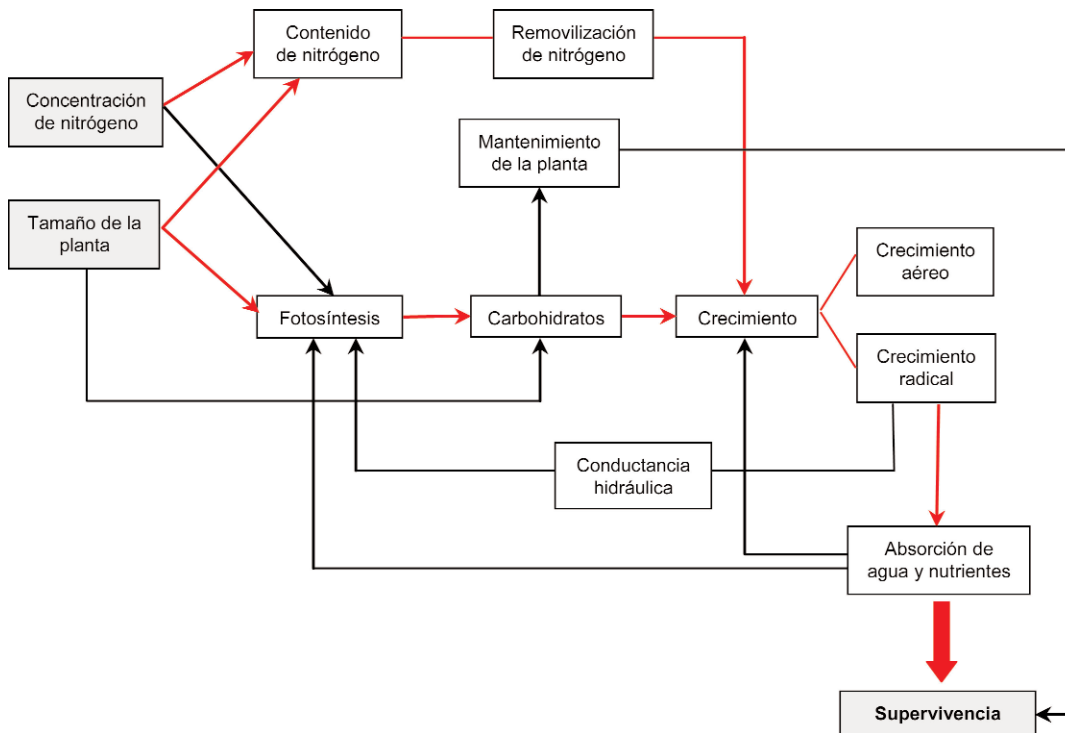 Contenido
de nitrógeno
Removilización
de nitrógeno
Concentración
de nitrógeno
Mantenimiento
de la planta
Tamaño de la
planta
Crecimiento
aéreo
Fotosíntesis
Carbohidratos
Crecimiento
Crecimiento
radical
Conductancia
hidráulica
Absorción de
agua y nutrientes
Supervivencia